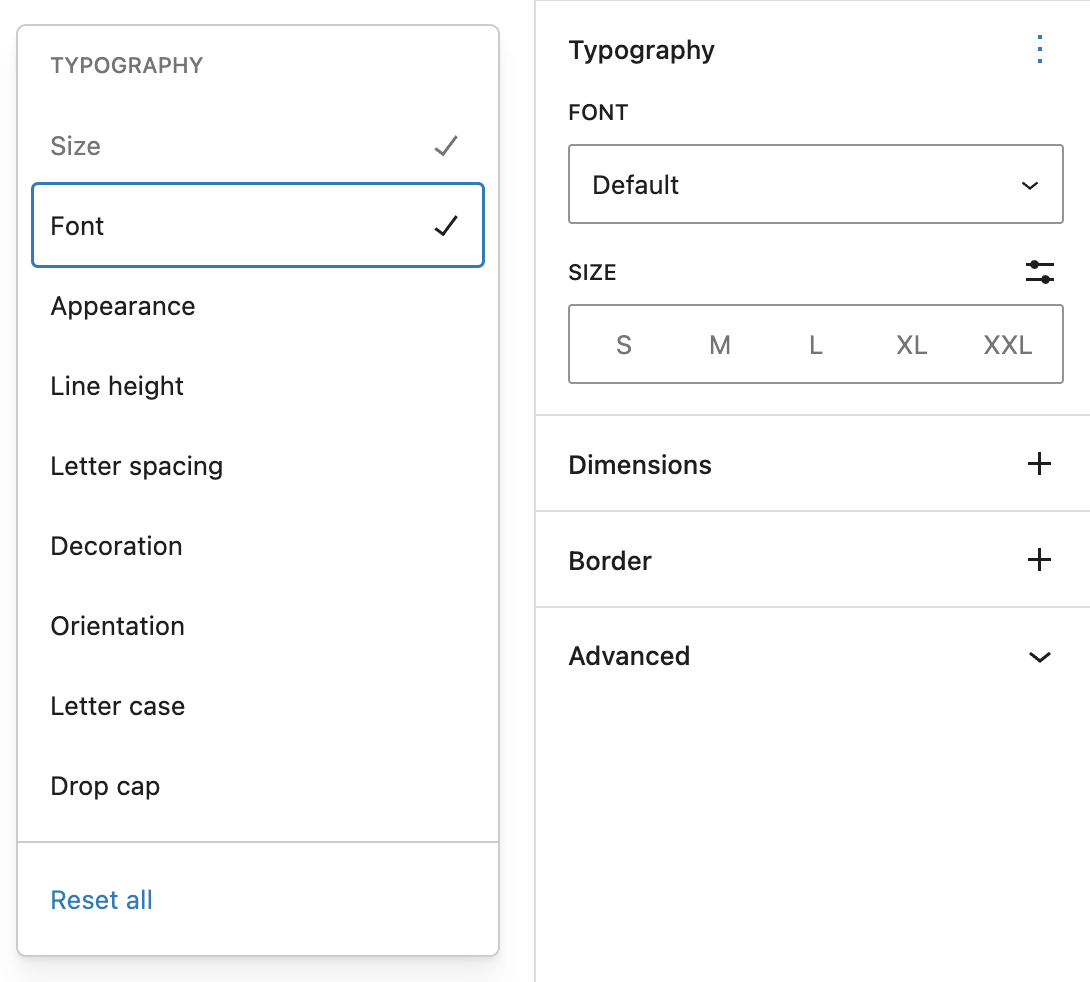 TYPOGRAPHY
Size
Font
Appearance
Line height
Letter spacing
Decoration
Orientation
Letter case
Drop cap
Reset all
Typography
FONT
Default
SIZE
S M L XL XXL
Dimensions
Border
Advanced